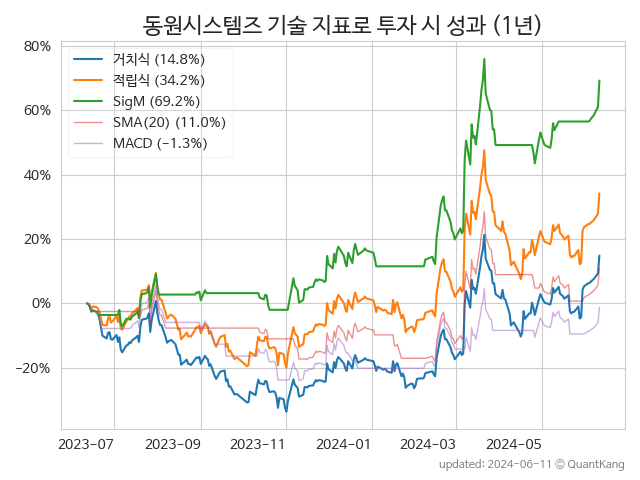 동원시스템즈 기술 지표로 투자 시 성과 (1년)
80%
60%
40%
20%
0%
−20%
거치식 (14.8%)
적립식 (34.2%)
SigM (69.2%)
SMA(20) (11.0%)
MACD (−1.3%)
2023−07
2023−09
2023−11
2024−01
2024−03
2024−05
updated: 2024−06−11 © QuantKang